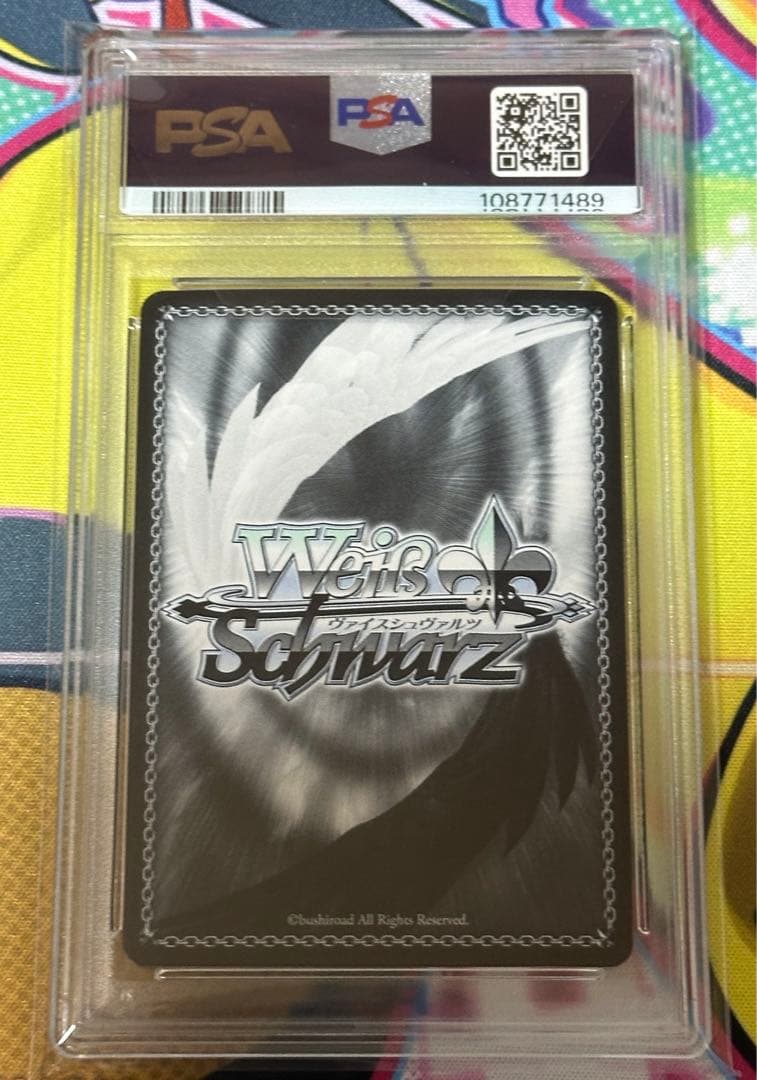 PSA
PSA
108771489
Weiß
ヴァイスシュヴァルツ
Schwarz
©bushiroad All Rights Reserved.